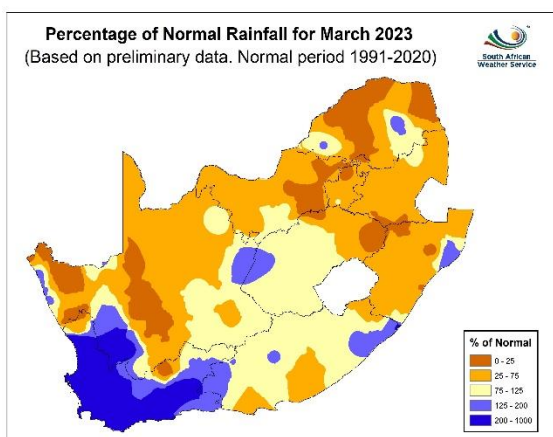 Percentage of Normal Rainfall for March 2023
(Based on preliminary data. Normal period 1991-2020)
South African
Weather Service
% of Normal
0 - 25
25 - 75
75 - 125
125 - 200
200 - 1000